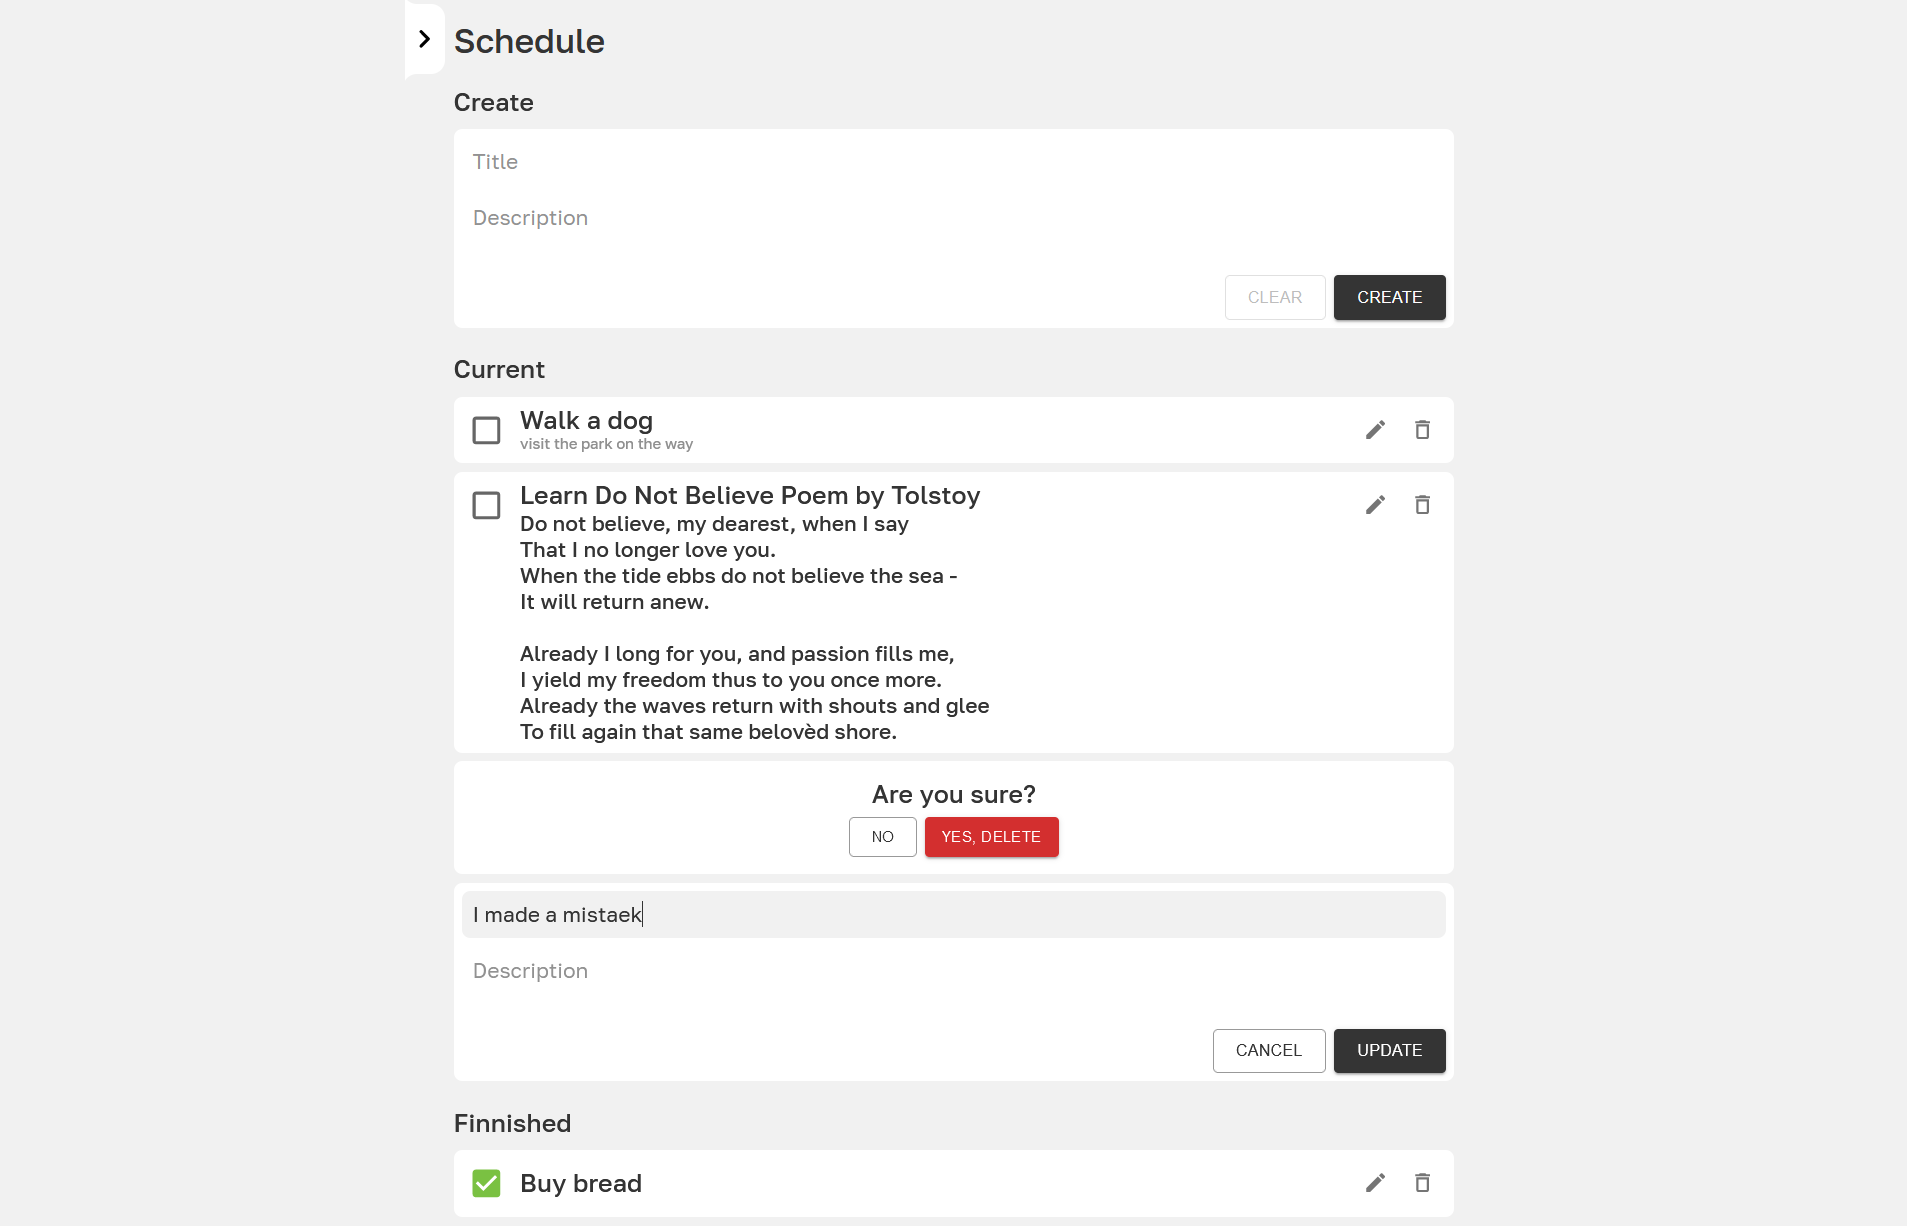 Schedule
Create
Title
Description
CLEAR
CREATE
Current
Walk a dog
visit the park on the way
Learn Do Not Believe Poem by Tolstoy
Do not believe, my dearest, when I say
That I no longer love you.
When the tide ebbs do not believe the sea -
It will return anew.
Already I long for you, and passion fills me,
I yield my freedom thus to you once more.
Already the waves return with shouts and glee
To fill again that same belovèd shore.
Are you sure?
NO
YES, DELETE
I made a mistaek
Description
CANCEL
UPDATE
Finnished
Buy bread